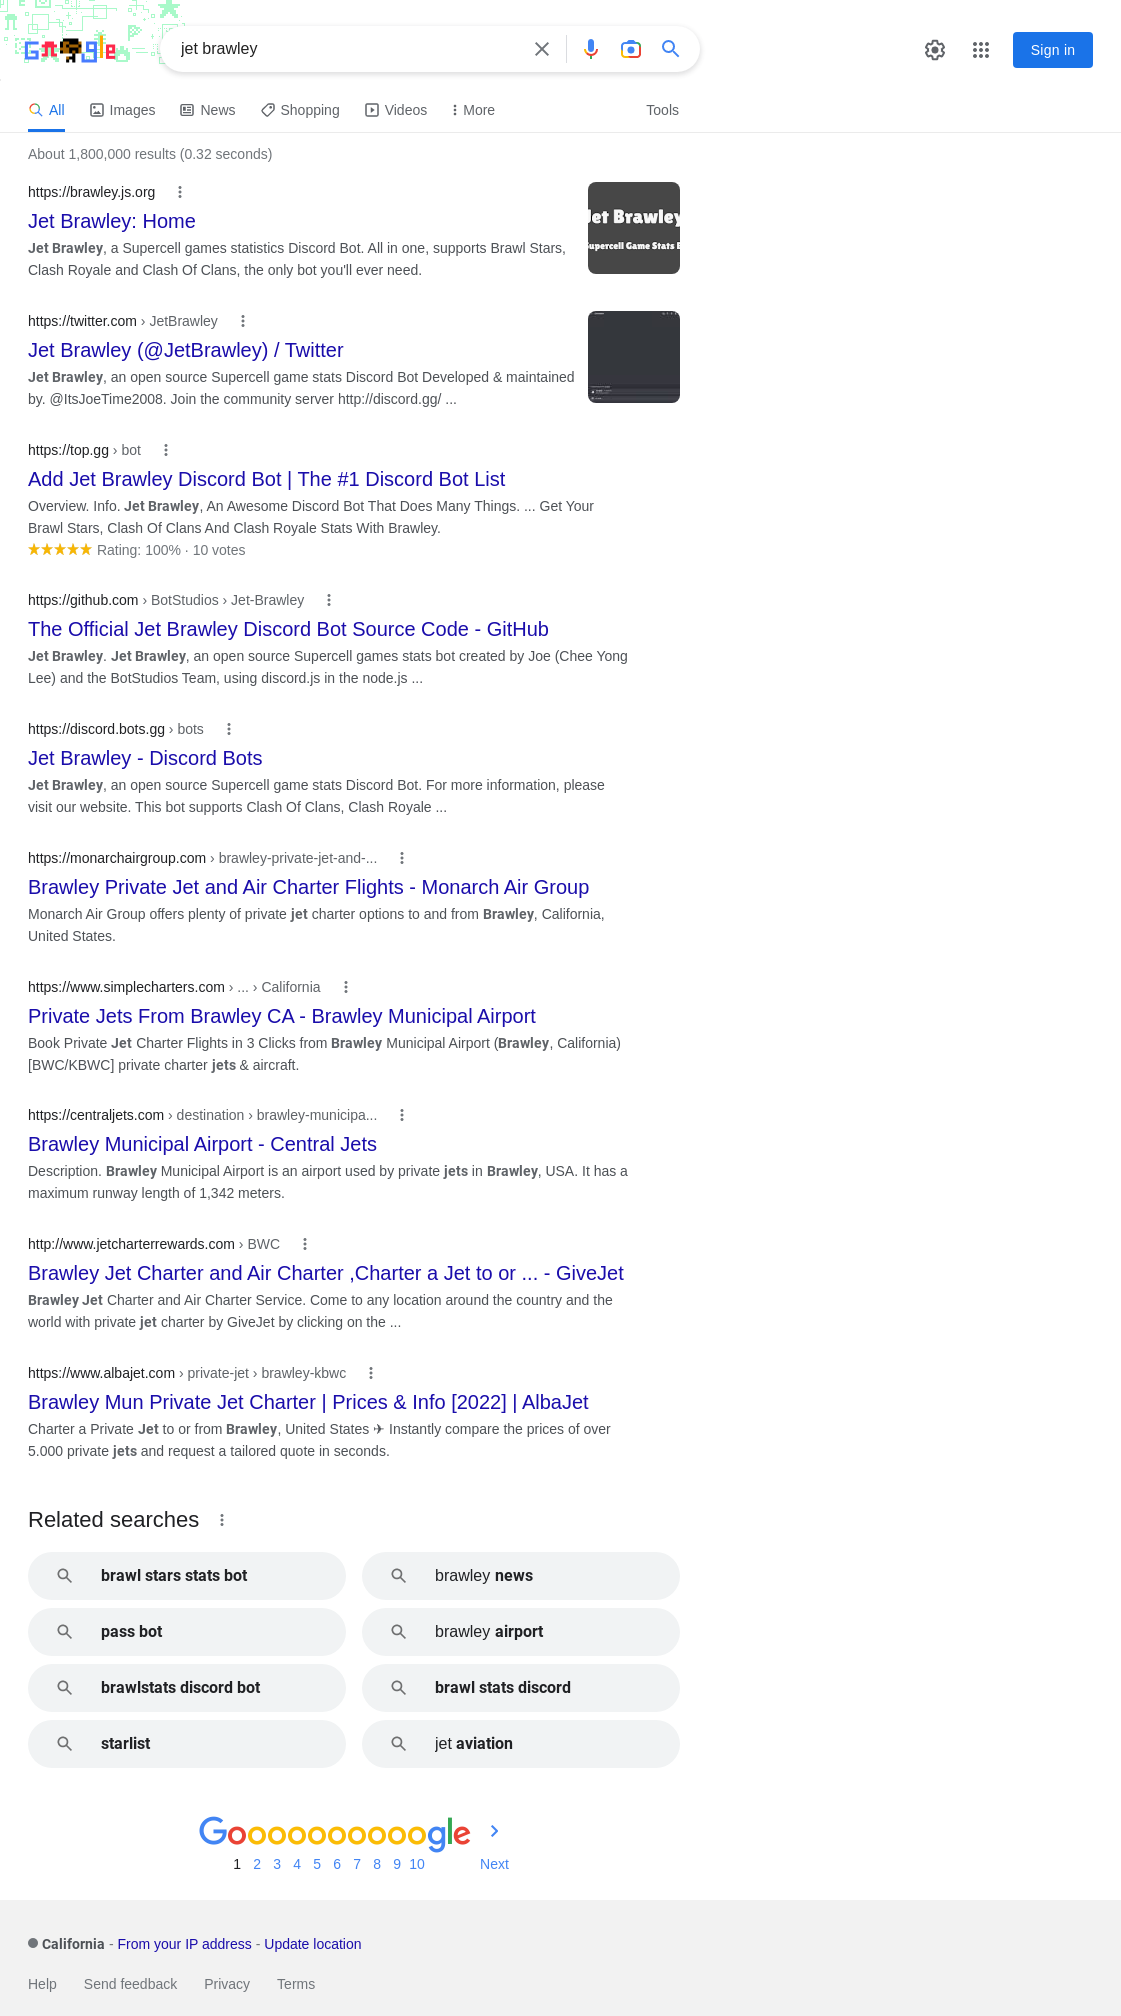 Google
jet brawley
Sign in
All
Images
News
Shopping
Videos
More
Tools
About 1,800,000 results (0.32 seconds)
https://brawley.js.org
Jet Brawley: Home
Jet Brawley, a Supercell games statistics Discord Bot. All in one, supports Brawl Stars,
Clash Royale and Clash Of Clans, the only bot you'll ever need.
Jet Brawley
Supercell Game Stats B
https://twitter.com › JetBrawley
Jet Brawley (@JetBrawley) / Twitter
Jet Brawley, an open source Supercell game stats Discord Bot Developed & maintained
by. @ItsJoeTime2008. Join the community server http://discord.gg/ ...
https://top.gg › bot
Add Jet Brawley Discord Bot | The #1 Discord Bot List
Overview. Info. Jet Brawley, An Awesome Discord Bot That Does Many Things. ... Get Your
Brawl Stars, Clash Of Clans And Clash Royale Stats With Brawley.
Rating: 100% · 10 votes
https://github.com › BotStudios › Jet-Brawley
The Official Jet Brawley Discord Bot Source Code - GitHub
Jet Brawley. Jet Brawley, an open source Supercell games stats bot created by Joe (Chee Yong
Lee) and the BotStudios Team, using discord.js in the node.js ...
https://discord.bots.gg › bots
Jet Brawley - Discord Bots
Jet Brawley, an open source Supercell game stats Discord Bot. For more information, please
visit our website. This bot supports Clash Of Clans, Clash Royale ...
https://monarchairgroup.com › brawley-private-jet-and-...
Brawley Private Jet and Air Charter Flights - Monarch Air Group
Monarch Air Group offers plenty of private jet charter options to and from Brawley, California,
United States.
https://www.simplecharters.com › ... › California
Private Jets From Brawley CA - Brawley Municipal Airport
Book Private Jet Charter Flights in 3 Clicks from Brawley Municipal Airport (Brawley, California)
[BWC/KBWC] private charter jets & aircraft.
https://centraljets.com › destination › brawley-municipa...
Brawley Municipal Airport - Central Jets
Description. Brawley Municipal Airport is an airport used by private jets in Brawley, USA. It has a
maximum runway length of 1,342 meters.
http://www.jetcharterrewards.com › BWC
Brawley Jet Charter and Air Charter ,Charter a Jet to or ... - GiveJet
Brawley Jet Charter and Air Charter Service. Come to any location around the country and the
world with private jet charter by GiveJet by clicking on the ...
https://www.albajet.com › private-jet › brawley-kbwc
Brawley Mun Private Jet Charter | Prices & Info [2022] | AlbaJet
Charter a Private Jet to or from Brawley, United States ✈ Instantly compare the prices of over
5.000 private jets and request a tailored quote in seconds.
Related searches
brawl stars stats bot
brawley news
pass bot
brawley airport
brawlstats discord bot
brawl stats discord
starlist
jet aviation
Goooooooooogle
1 2 3 4 5 6 7 8 9 10 Next
California - From your IP address - Update location
Help Send feedback Privacy Terms